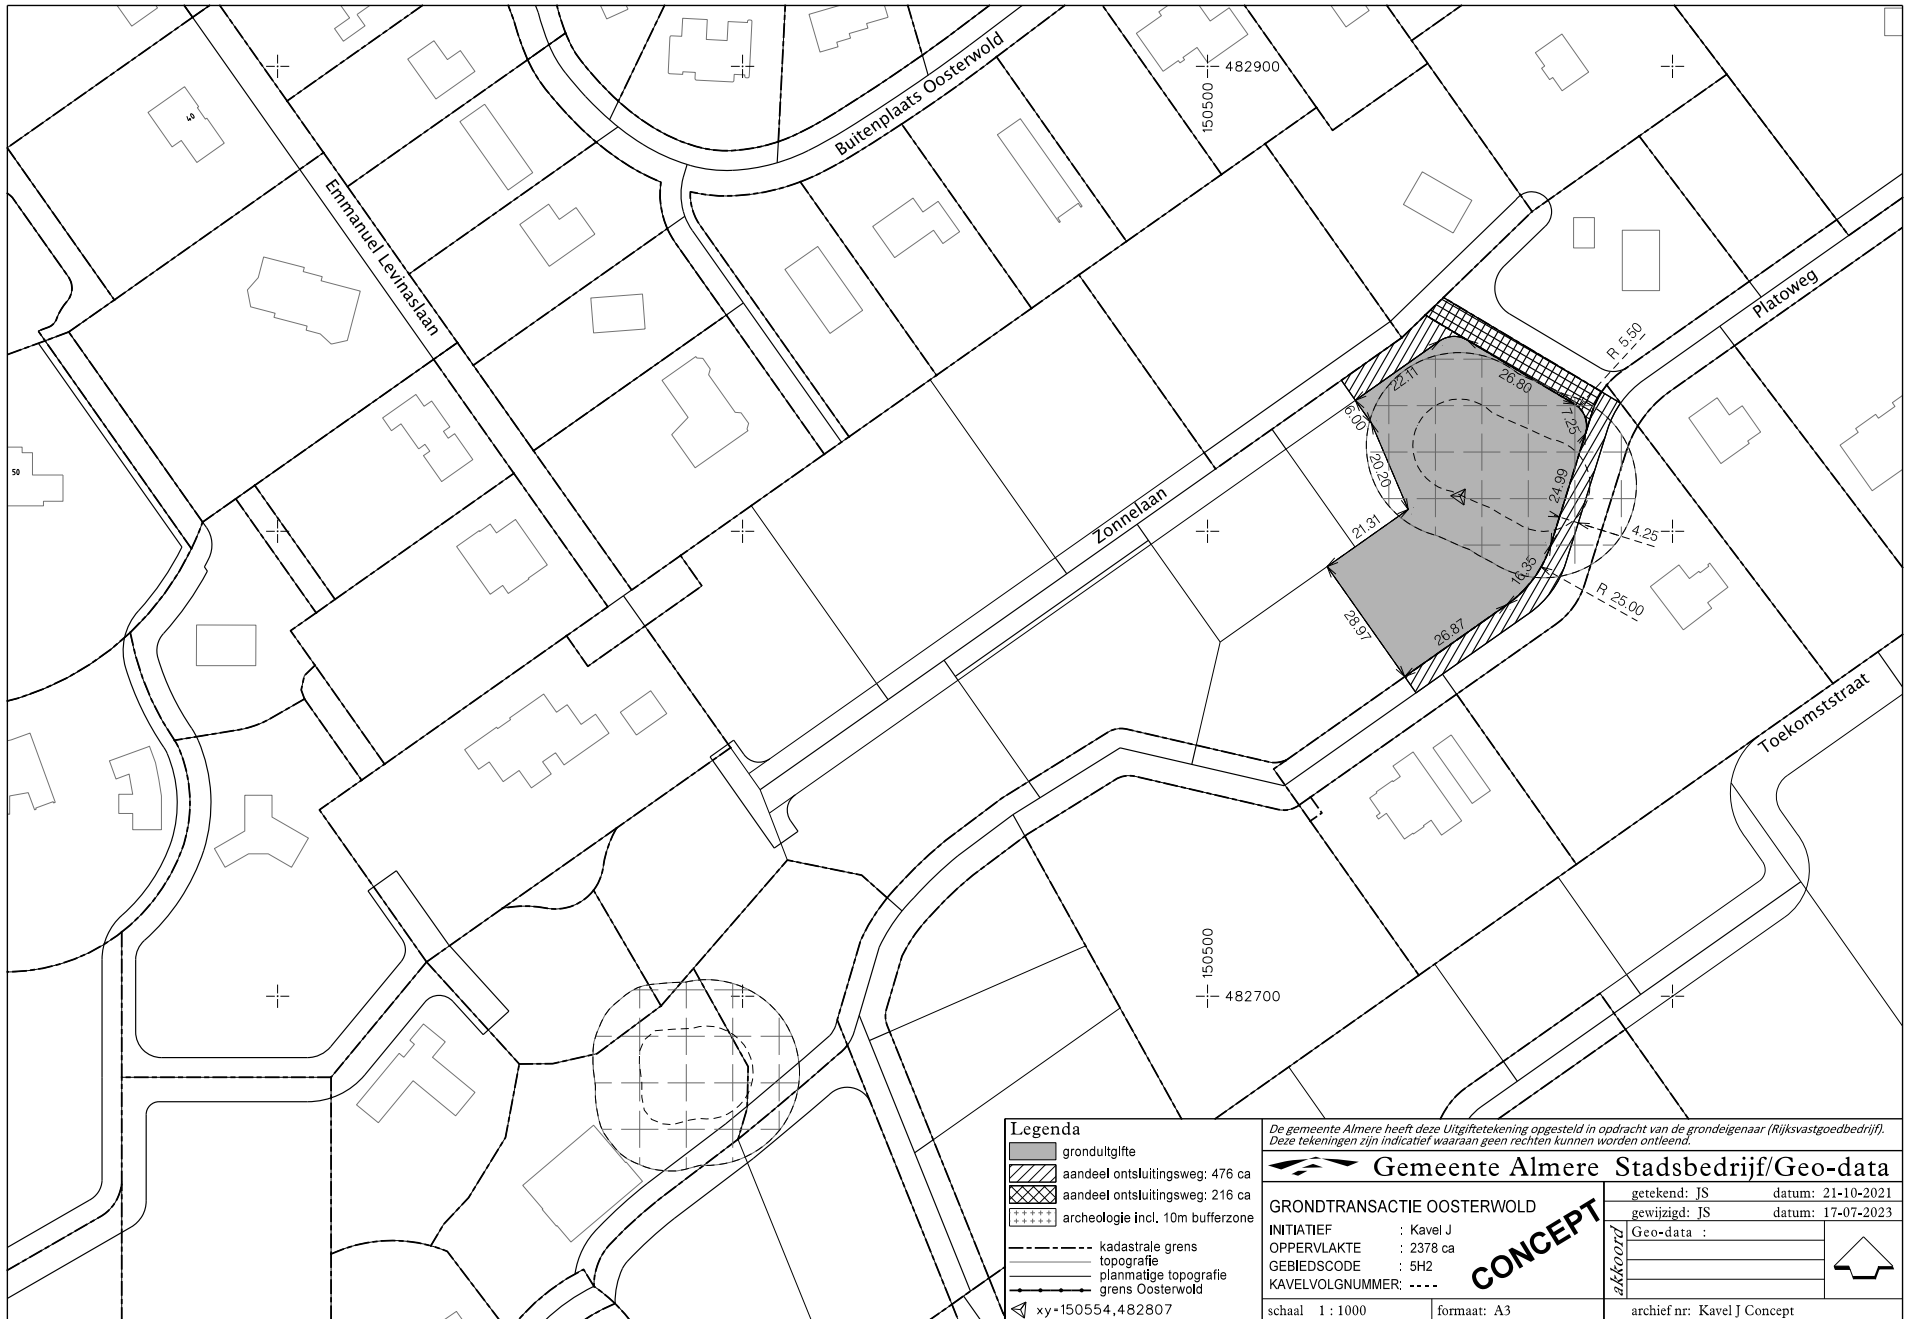 Buitenplaats Oosterwold
150500
482900
40
Emmanuel Levinaslaan
Platoweg
R 5.50
22.11
26.80
6.00
7.25
20.20
24.99
50
Zonnelaan
21.31
4.25
16.35
R 25.00
28.97
26.87
Toekomststraat
150500
482700
Legenda
gronduitgifte
aandeel ontsluitingsweg: 476 ca
aandeel ontsluitingsweg: 216 ca
archeologie incl. 10m bufferzone
kadastrale grens
topografie
planmatige topografie
grens Oosterwold
xy=150554,482807
De gemeente Almere heeft deze Uitgiftetekening opgesteld in opdracht van de grondeigenaar (Rijksvastgoedbedrijf).
Deze tekeningen zijn indicatief waaraan geen rechten kunnen worden ontleend.
Gemeente Almere Stadsbedrijf/Geo-data
GRONDTRANSACTIE OOSTERWOLD
INITIATIEF : Kavel J
OPPERVLAKTE : 2378 ca
GEBIEDSCODE : 5H2
KAVELVOLGNUMMER: ----
CONCEPT
getekend: JS datum: 21-10-2021
gewijzigd: JS datum: 17-07-2023
akkoord
Geo-data :
schaal 1 : 1000
formaat: A3
archief nr: Kavel J Concept